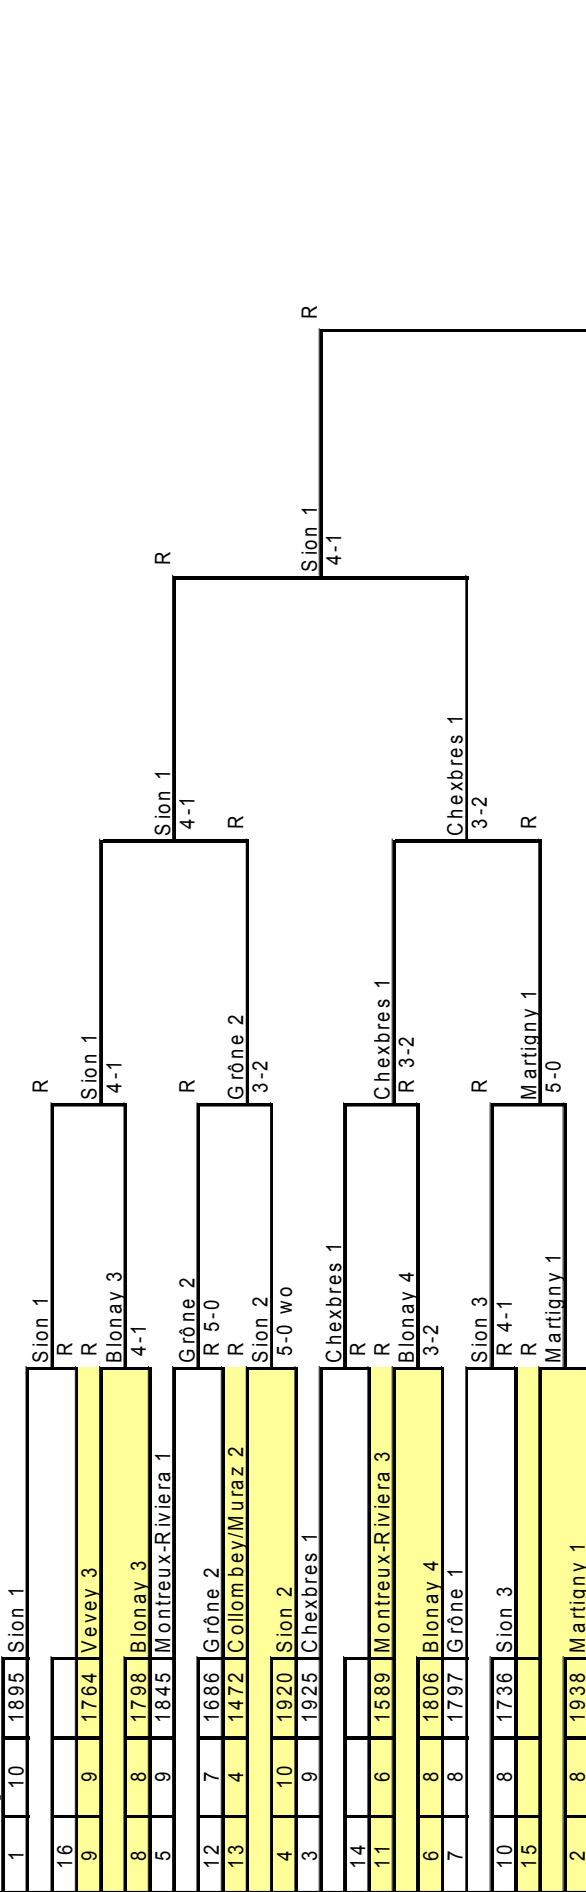 1 10 1895 Sion 1
16
9 9 1764 Vevey 3
8 8 1798 Blonay 3
5 9 1845 Montreux-Riviera 1
12 7 1686 Grône 2
13 4 1472 Collombey/Muraz 2
4 10 1920 Sion 2
3 9 1925 Chexbres 1
14
11 6 1589 Montreux-Riviera 3
6 8 1806 Blonay 4
7 8 1797 Grône 1
10 8 1736 Sion 3
15
2 8 1938 Martigny 1
Sion 1
R
R
Blonay 3
4-1
Grône 2
R 5-0
R
Sion 2
5-0 wo
Chexbres 1
R
R
Blonay 4
3-2
Sion 3
R 4-1
R
Martigny 1
R
Sion 1
4-1
R
Grône 2
3-2
Chexbres 1
R 3-2
R
Martigny 1
5-0
Sion 1
4-1
R
Chexbres 1
3-2
R
R
Sion 1
4-1
R